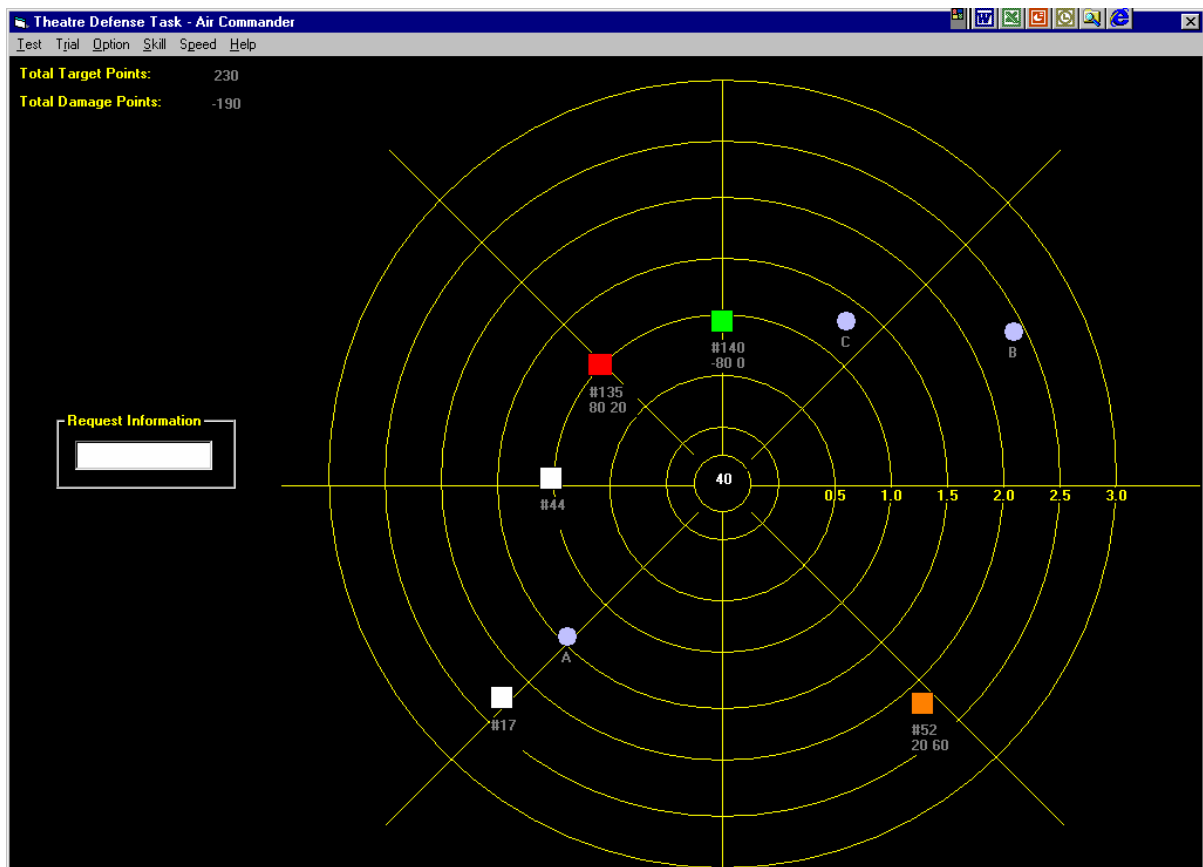 Theatre Defense Task - Air Commander
Test Trial Option Skill Speed Help
Total Target Points: 230
Total Damage Points: -190
C
B
#140
-80 0
#135
80 20
Request Information
40
#44
0.5 1.0 1.5 2.0 2.5 3.0
A
#17
#52
20 60